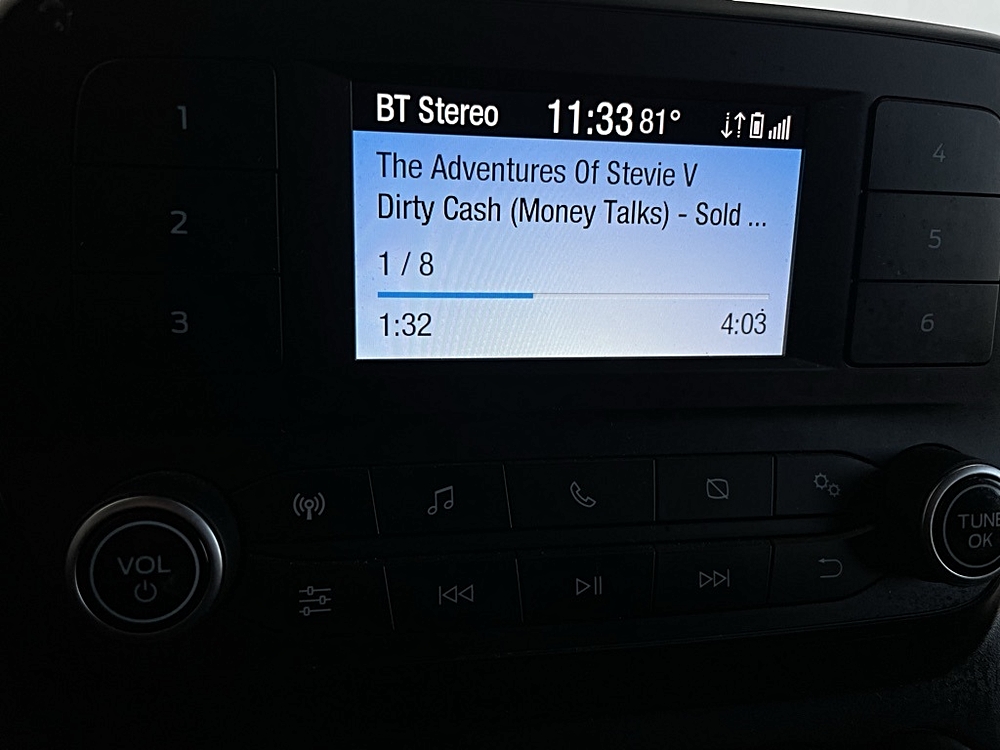 BT Stereo 11:33 81°
The Adventures Of Stevie V
Dirty Cash (Money Talks) - Sold ...
1 / 8
1:32 4:03
1
2
3
4
5
6
VOL
TUNE
OK